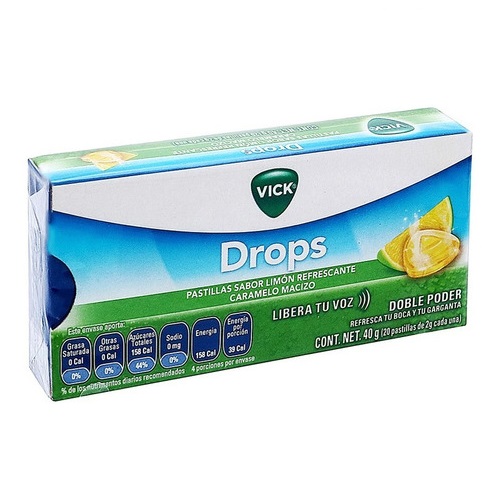 Drops
VICK
Drops
PASTILLAS SABOR LIMÓN REFRESCANTE
CARAMELO MACIZO
LIBERA TU VOZ
DOBLE PODER
REFRESCA TU BOCA Y TU GARGANTA
CONT. NET. 40 g (20 pastillas de 2g cada una)
Este envase aporta:
Grasa Saturada 0 Cal 0%
Otras Grasas 0 Cal 0%
Azúcares Totales 158 Cal 44%
Sodio 0 mg 0%
Energía 158 Cal
Energía por porción 39 Cal
% de los nutrimentos diarios recomendados
4 porciones por envase